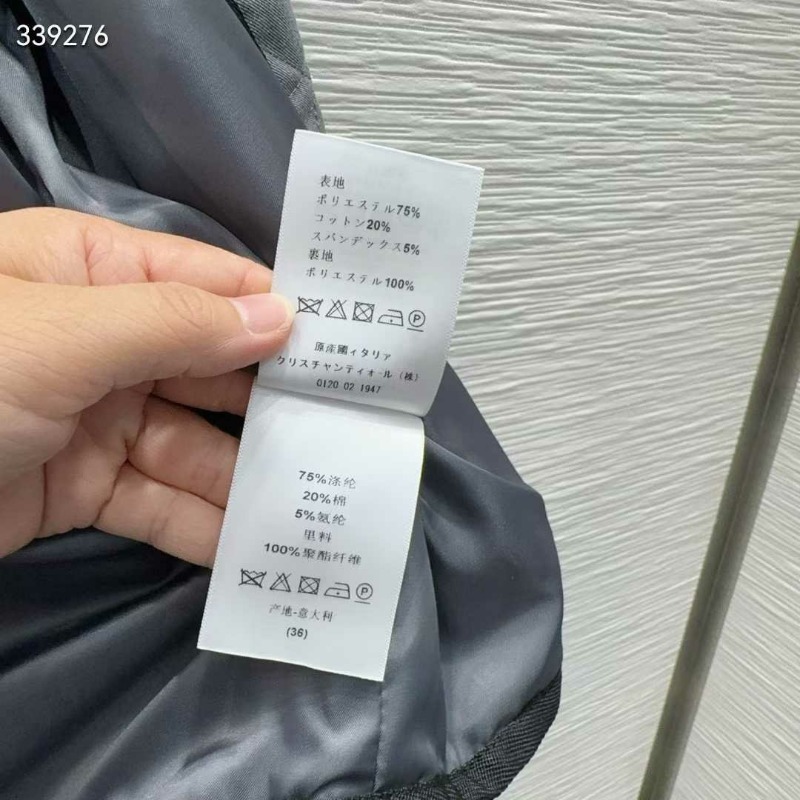 339276
表地
ポリエステル75%
コットン20%
スパンデックス5%
裏地
ポリエステル100%
P
原産國イタリア
クリスチャンティオール（株）
0120 02 1947
75%涤纶
20%棉
5%氨纶
里料
100%聚酯纤维
P
产地-意大利
(36)